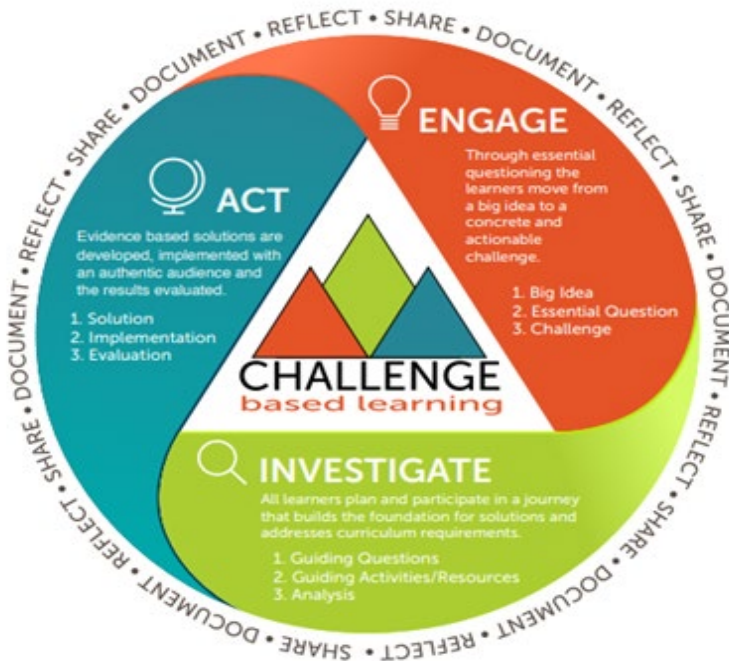 DOCUMENT • REFLECT • SHARE • DOCUMENT • REFLECT • SHARE • DOCUMENT • REFLECT • SHARE • DOCUMENT • REFLECT • SHARE • DOCUMENT • REFLECT • SHARE • DOCUMENT • REFLECT • SHARE •
ENGAGE
Through essential
questioning the
learners move from
a big idea to a
concrete and
actionable
challenge.
1. Big Idea
2. Essential Question
3. Challenge
INVESTIGATE
All learners plan and participate in a journey
that builds the foundation for solutions and
addresses curriculum requirements.
1. Guiding Questions
2. Guiding Activities/Resources
3. Analysis
ACT
Evidence based solutions are
developed, implemented with
an authentic audience and
the results evaluated.
1. Solution
2. Implementation
3. Evaluation
CHALLENGE
based learning